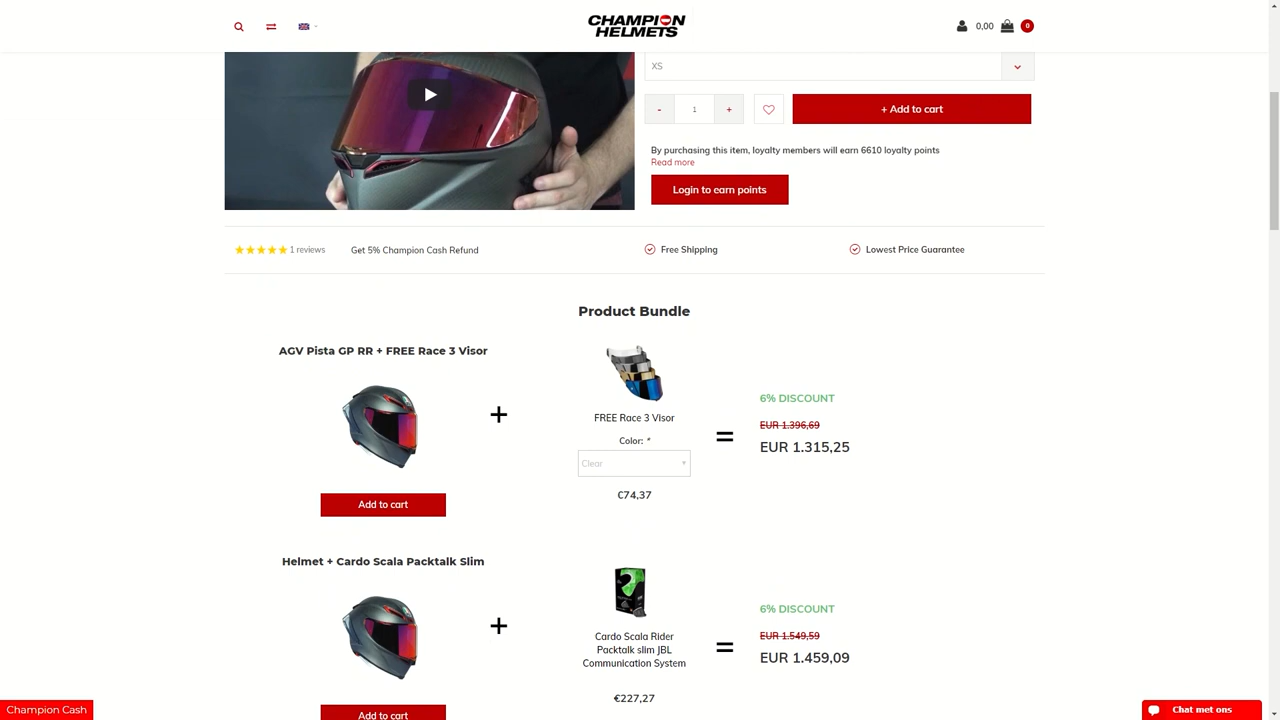 CHAMPION
HELMETS
0,00
0
XS
-
1
+
+ Add to cart
By purchasing this item, loyalty members will earn 6610 loyalty points
Read more
Login to earn points
1 reviews
Get 5% Champion Cash Refund
Free Shipping
Lowest Price Guarantee
Product Bundle
AGV Pista GP RR + FREE Race 3 Visor
+
FREE Race 3 Visor
Color: *
Clear
€74,37
=
6% DISCOUNT
EUR 1.396,69
EUR 1.315,25
Add to cart
Helmet + Cardo Scala Packtalk Slim
+
Cardo Scala Rider
Packtalk slim JBL
Communication System
€227,27
=
6% DISCOUNT
EUR 1.549,59
EUR 1.459,09
Add to cart
Champion Cash
Chat met ons